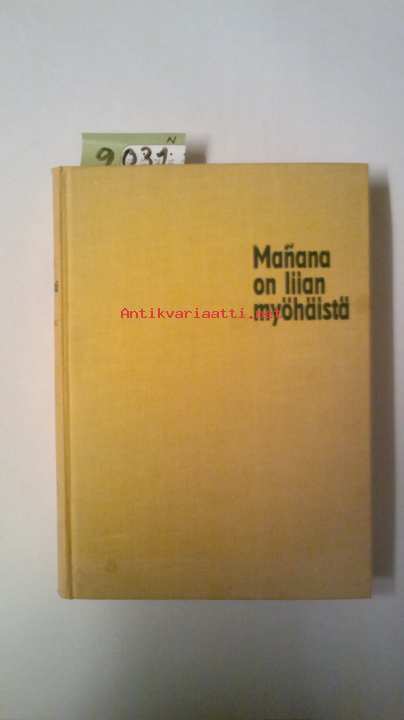 N
9031:-
Mañana
on liian
myöhäistä
Antikvariaatti.net